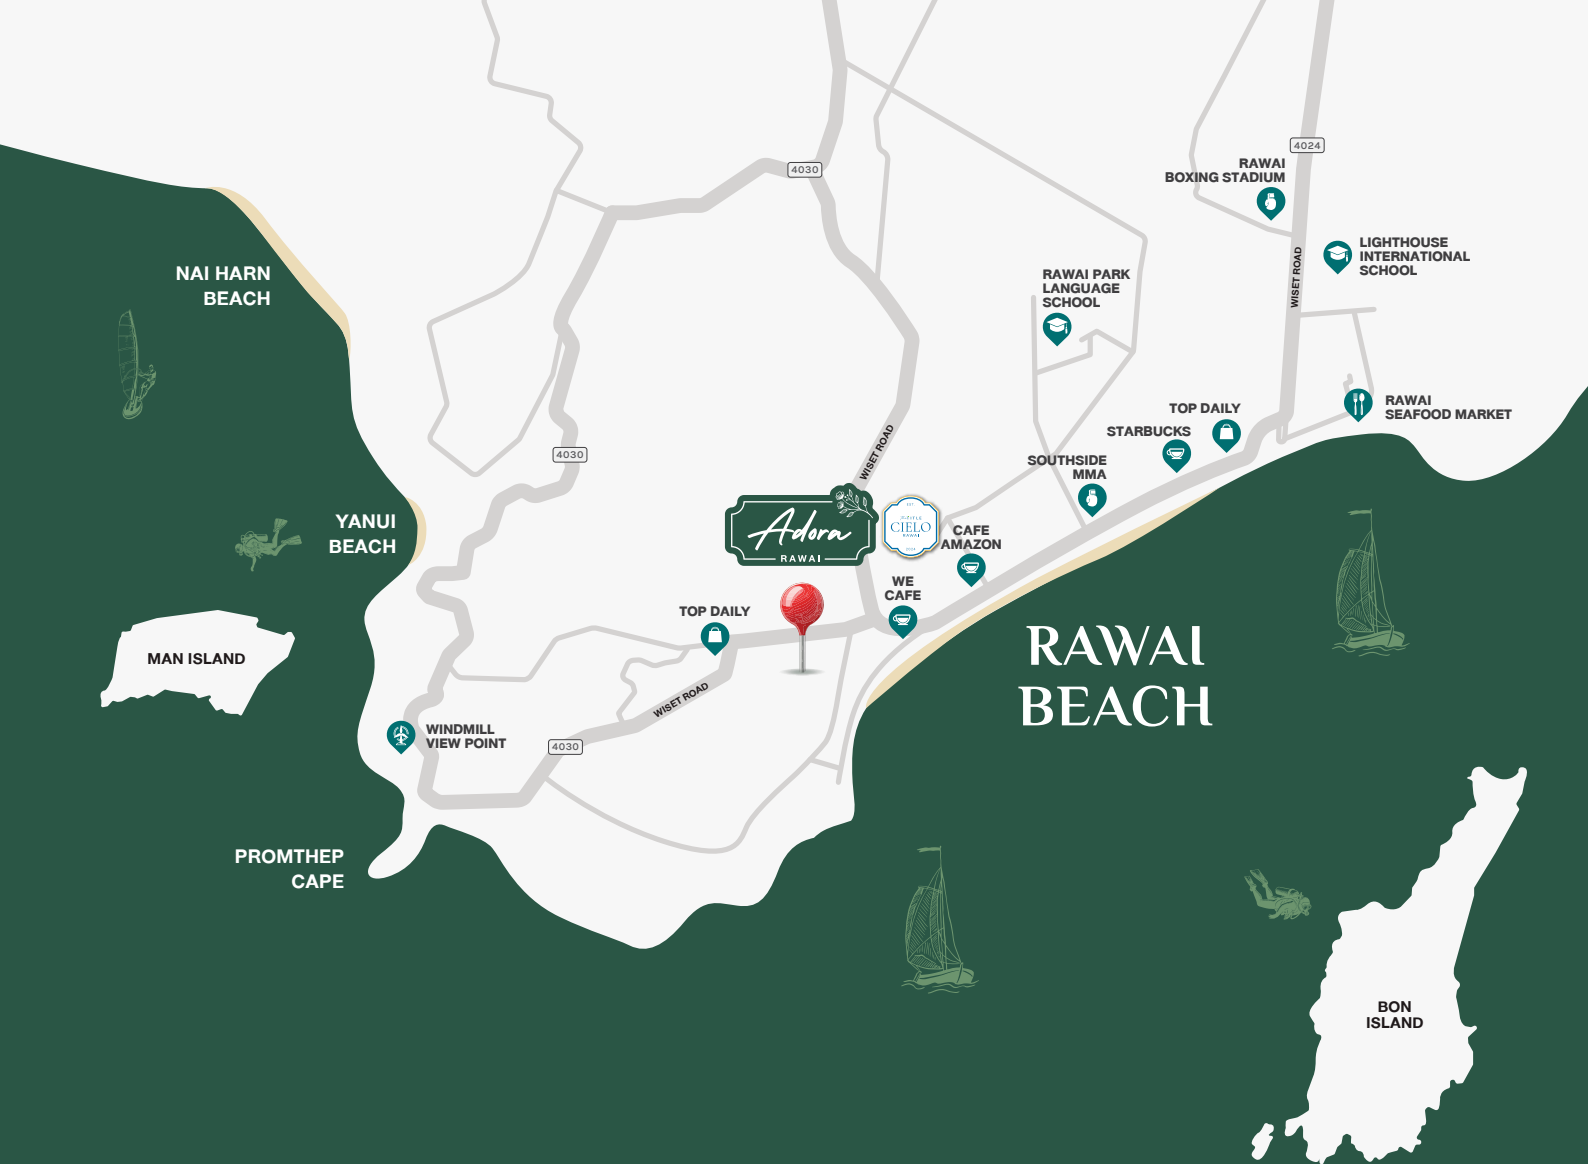 4024
RAWAI
BOXING STADIUM
4030
LIGHTHOUSE
INTERNATIONAL
SCHOOL
WISET ROAD
NAI HARN
BEACH
RAWAI PARK
LANGUAGE
SCHOOL
RAWAI
SEAFOOD MARKET
TOP DAILY
STARBUCKS
SOUTHSIDE
MMA
4030
WISET ROAD
Adora
RAWAI
CIELO
RAWAI
CAFE
AMAZON
YANUI
BEACH
WE
CAFE
TOP DAILY
RAWAI
BEACH
MAN ISLAND
WISET ROAD
WINDMILL
VIEW POINT
4030
PROMTHEP
CAPE
BON
ISLAND